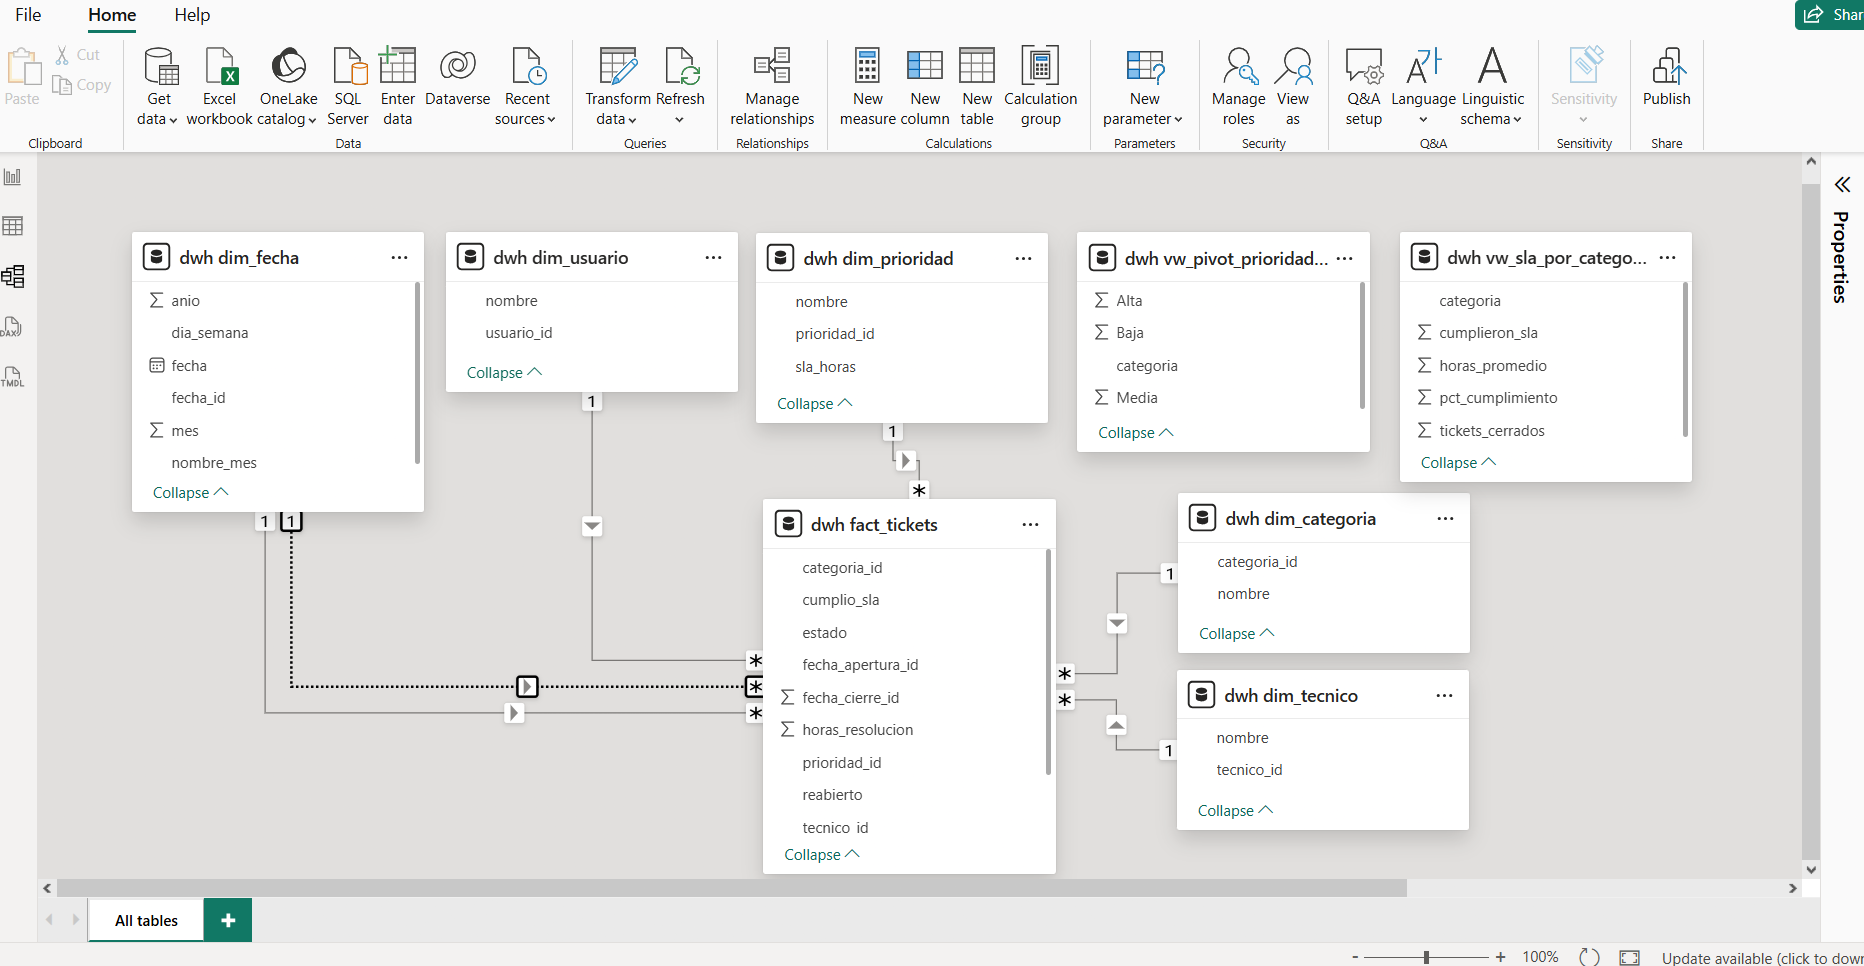 File Home Help
Share
Paste
Cut
Copy
Clipboard
Get data
Excel workbook
OneLake catalog
SQL Server
Enter data
Dataverse
Recent sources
Data
Transform data
Refresh
Queries
Manage relationships
Relationships
New measure
New column
New table
Calculation group
Calculations
New parameter
Parameters
Manage roles
View as
Security
Q&A setup
Language
Linguistic schema
Q&A
Sensitivity
Sensitivity
Publish
Share
DAX
TMDL
Properties
dwh dim_fecha
anio
dia_semana
fecha
fecha_id
mes
nombre_mes
Collapse
1 1
dwh dim_usuario
nombre
usuario_id
Collapse
1
dwh dim_prioridad
nombre
prioridad_id
sla_horas
Collapse
1
dwh vw_pivot_prioridad...
Alta
Baja
categoria
Media
Collapse
dwh vw_sla_por_catego...
categoria
cumplieron_sla
horas_promedio
pct_cumplimiento
tickets_cerrados
Collapse
dwh fact_tickets
categoria_id
cumplio_sla
estado
fecha_apertura_id
fecha_cierre_id
horas_resolucion
prioridad_id
reabierto
tecnico_id
Collapse
dwh dim_categoria
categoria_id
nombre
Collapse
1
dwh dim_tecnico
nombre
tecnico_id
Collapse
1
All tables
+
- + 100%
Update available (click to